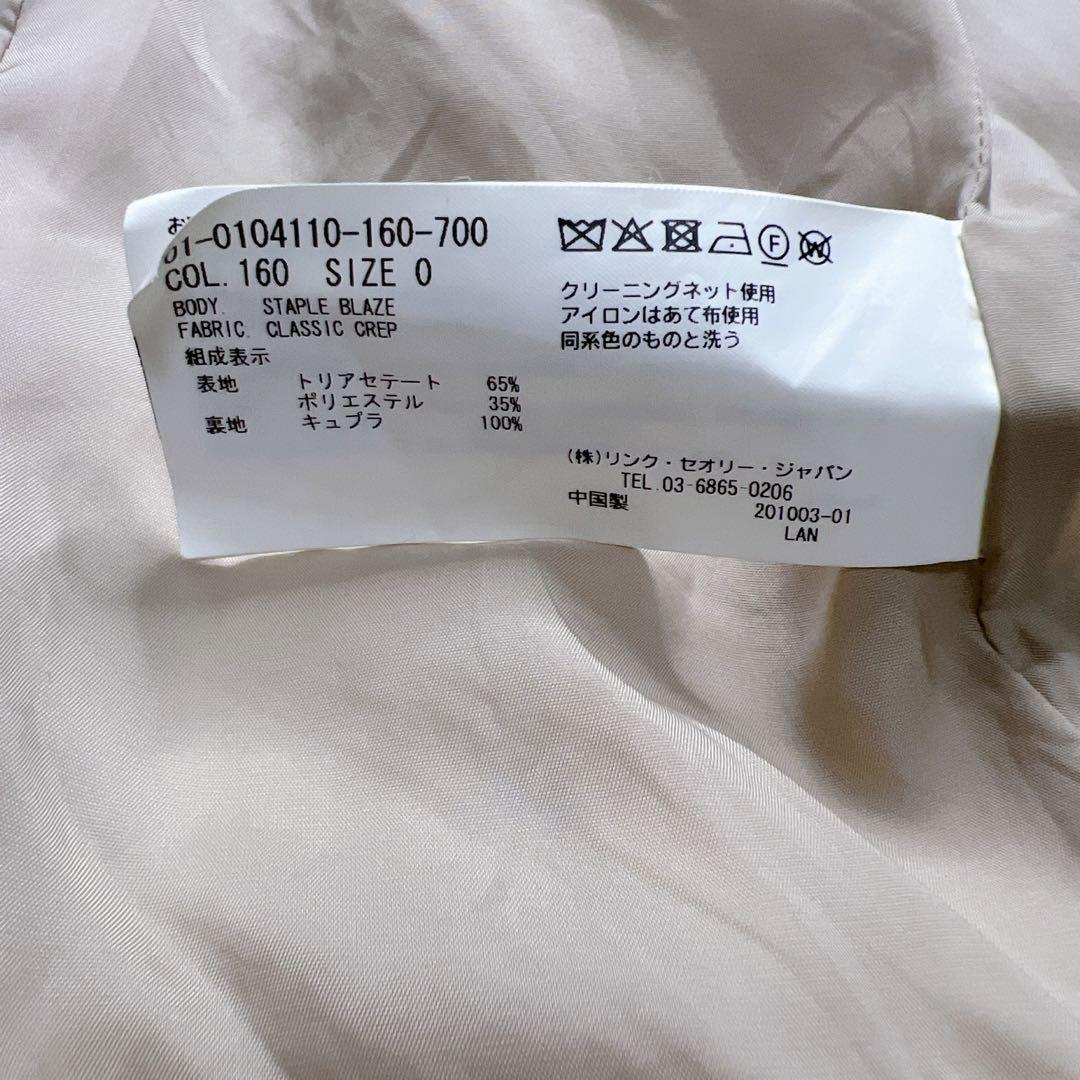 01-0104110-160-700
COL. 160 SIZE 0
BODY. STAPLE BLAZE
FABRIC. CLASSIC CREP
組成表示
表地 トリアセテート 65%
ポリエステル 35%
裏地 キュプラ 100%
F
W
クリーニングネット使用
アイロンはあて布使用
同系色のものと洗う
(株)リンク・セオリー・ジャパン
TEL.03-6865-0206
中国製 201003-01
LAN